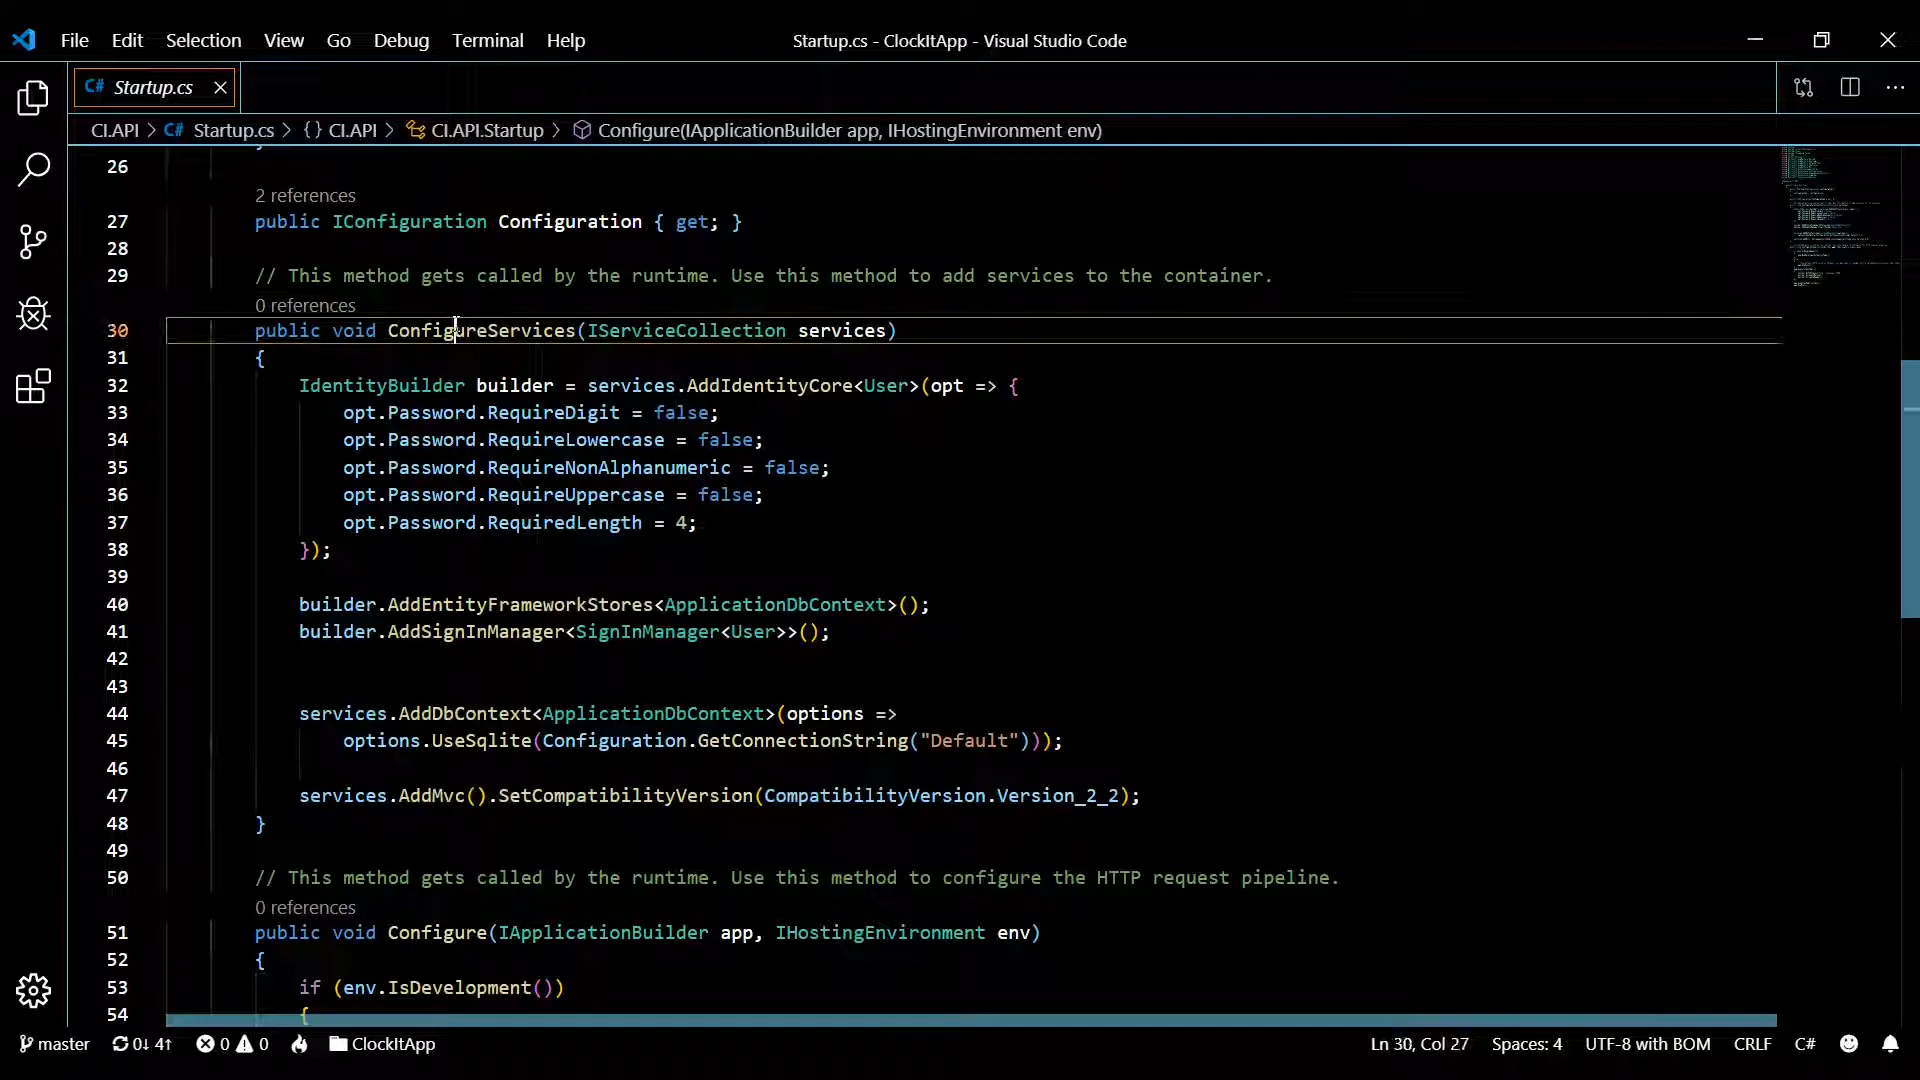 File Edit Selection View Go Debug Terminal Help
Startup.cs - ClockItApp - Visual Studio Code
C# Startup.cs
CI.API > C# Startup.cs > {} CI.API > CI.API.Startup > Configure(IApplicationBuilder app, IHostingEnvironment env)
26
2 references
27 public IConfiguration Configuration { get; }
28
29 // This method gets called by the runtime. Use this method to add services to the container.
0 references
30 public void ConfigureServices(IServiceCollection services)
31 {
32 IdentityBuilder builder = services.AddIdentityCore<User>(opt => {
33 opt.Password.RequireDigit = false;
34 opt.Password.RequireLowercase = false;
35 opt.Password.RequireNonAlphanumeric = false;
36 opt.Password.RequireUppercase = false;
37 opt.Password.RequiredLength = 4;
38 });
39
40 builder.AddEntityFrameworkStores<ApplicationDbContext>();
41 builder.AddSignInManager<SignInManager<User>>();
42
43
44 services.AddDbContext<ApplicationDbContext>(options =>
45 options.UseSqlite(Configuration.GetConnectionString("Default")));
46
47 services.AddMvc().SetCompatibilityVersion(CompatibilityVersion.Version_2_2);
48 }
49
50 // This method gets called by the runtime. Use this method to configure the HTTP request pipeline.
0 references
51 public void Configure(IApplicationBuilder app, IHostingEnvironment env)
52 {
53 if (env.IsDevelopment())
54 {
master 0↓ 4↑ 0 0 ClockItApp Ln 30, Col 27 Spaces: 4 UTF-8 with BOM CRLF C#